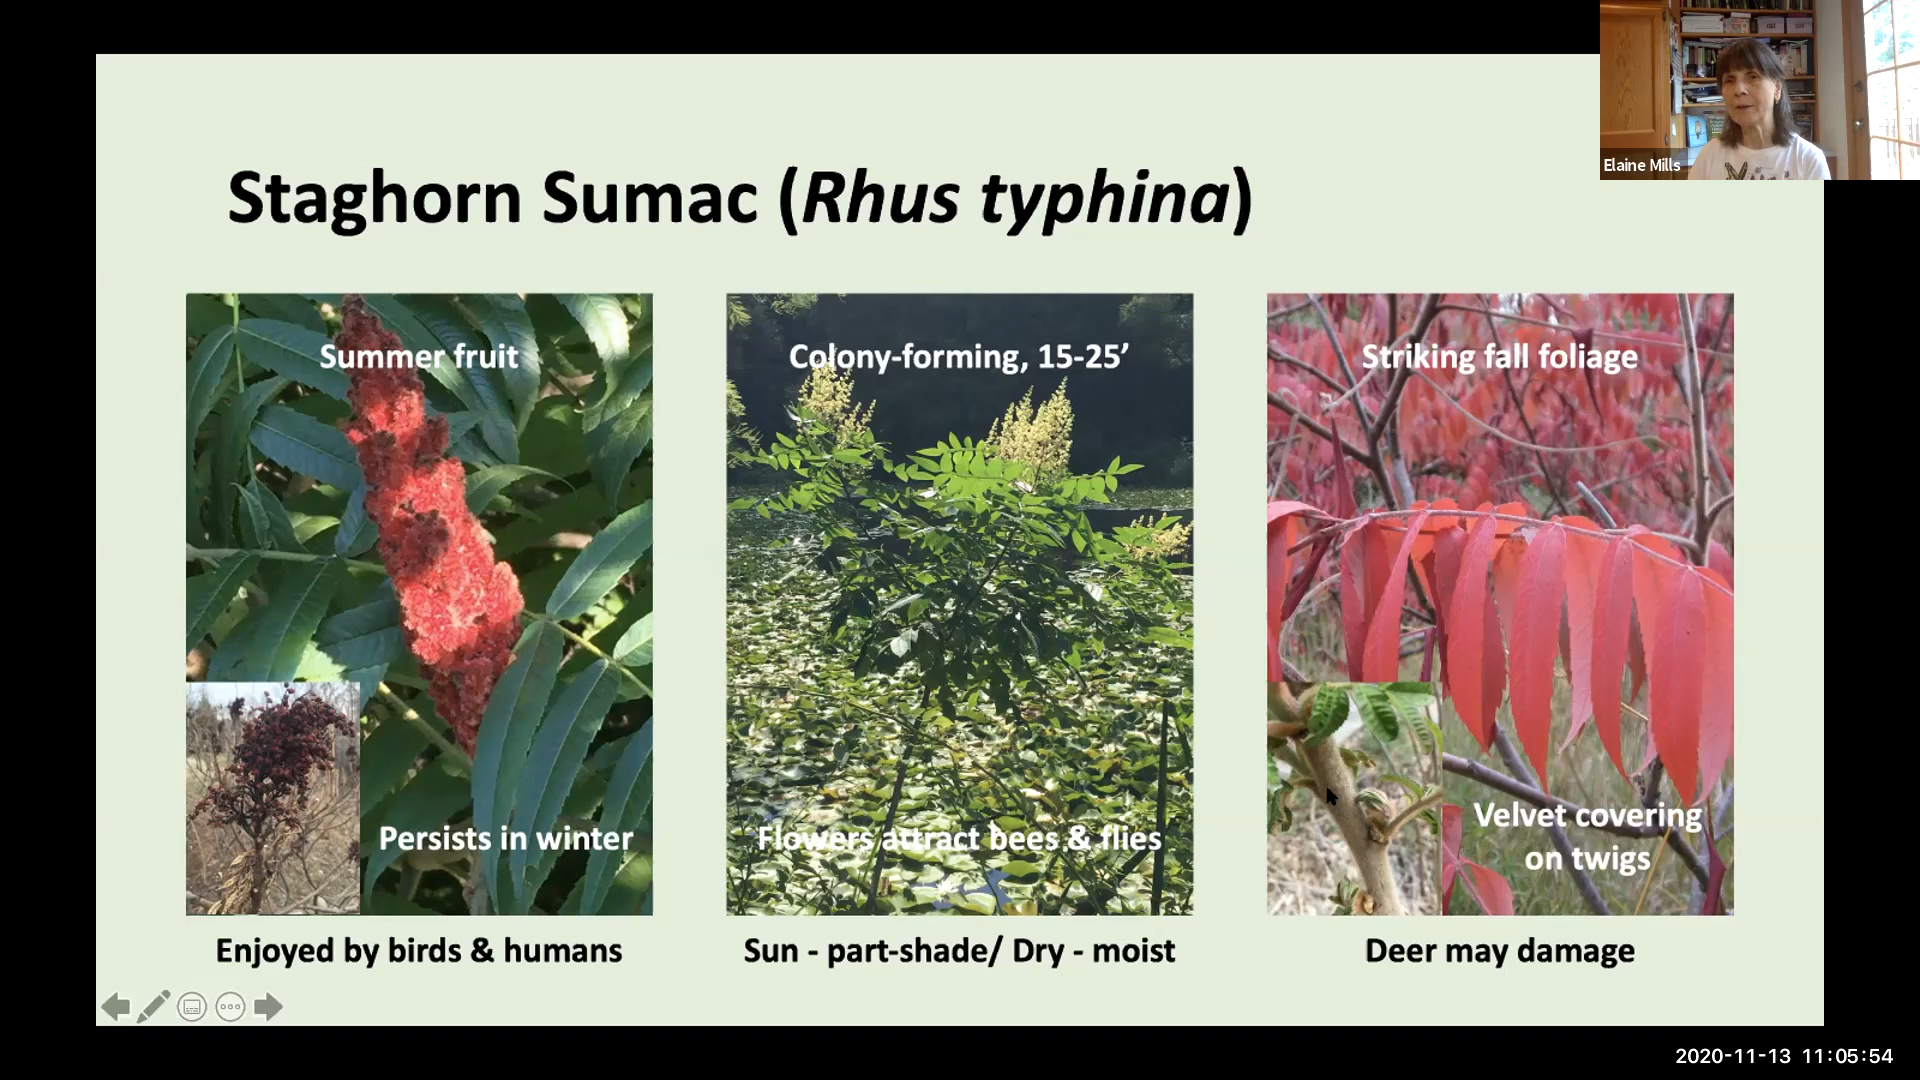 Elaine Mills
Staghorn Sumac (Rhus typhina)
Summer fruit
Persists in winter
Enjoyed by birds & humans
Colony-forming, 15-25’
Flowers attract bees & flies
Sun - part-shade/ Dry - moist
Striking fall foliage
Velvet covering
on twigs
Deer may damage
2020-11-13 11:05:54